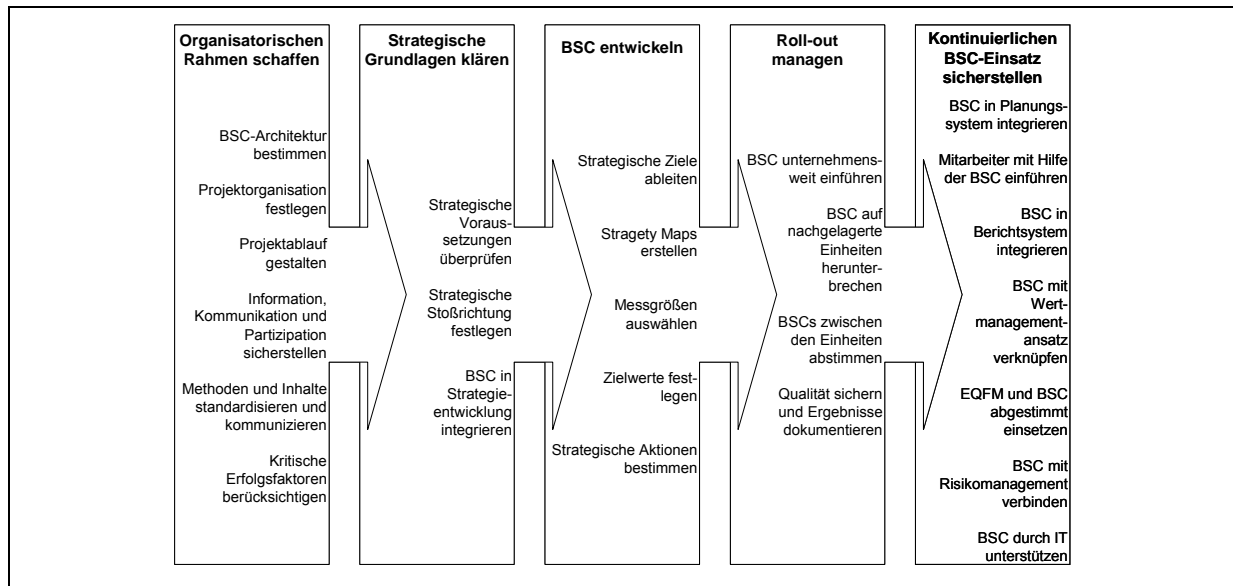 Organisatorischen
Rahmen schaffen
BSC-Architektur
bestimmen
Projektorganisation
festlegen
Projektablauf
gestalten
Information,
Kommunikation und
Partizipation
sicherstellen
Methoden und Inhalte
standardisieren und
kommunizieren
Kritische
Erfolgsfaktoren
berücksichtigen
Strategische
Grundlagen klären
Strategische
Voraus-
setzungen
überprüfen
Strategische
Stoßrichtung
festlegen
BSC in
Strategie-
entwicklung
integrieren
BSC entwickeln
Strategische Ziele
ableiten
Stragety Maps
erstellen
Messgrößen
auswählen
Zielwerte fest-
legen
Strategische Aktionen
bestimmen
Roll-out
managen
BSC unternehmens-
weit einführen
BSC auf
nachgelagerte
Einheiten
herunter-
brechen
BSCs zwischen
den Einheiten
abstimmen
Qualität sichern
und Ergebnisse
dokumentieren
Kontinuierlichen
BSC-Einsatz
sicherstellen
BSC in Planungs-
system integrieren
Mitarbeiter mit Hilfe
der BSC einführen
BSC in
Berichtsystem
integrieren
BSC mit
Wert-
management-
ansatz
verknüpfen
EQFM und BSC
abgestimmt
einsetzen
BSC mit
Risikomanagement
verbinden
BSC durch IT
unterstützen